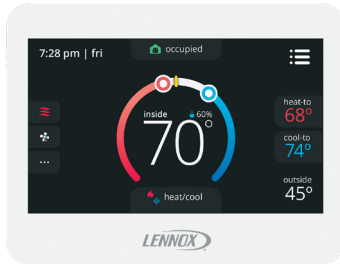 7:28 pm | fri
occupied
inside
60%
70°
heat-to
68°
cool-to
74°
outside
45°
heat/cool
LENNOX